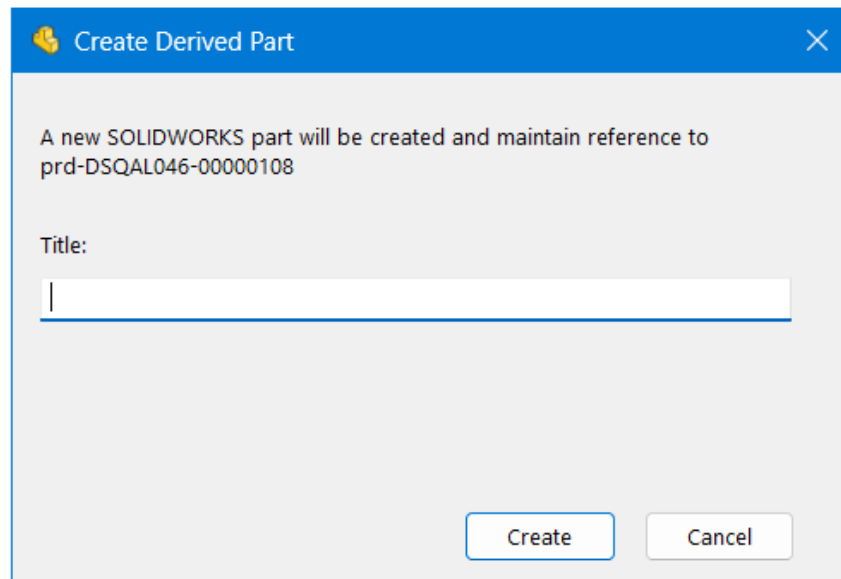 Create Derived Part
A new SOLIDWORKS part will be created and maintain reference to
prd-DSQAL046-00000108
Title:
Create
Cancel